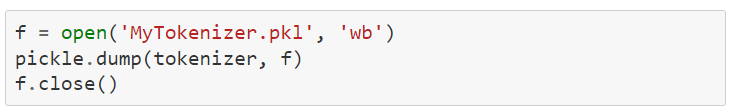 f = open('MyTokenizer.pkl', 'wb')
pickle.dump(tokenizer, f)
f.close()